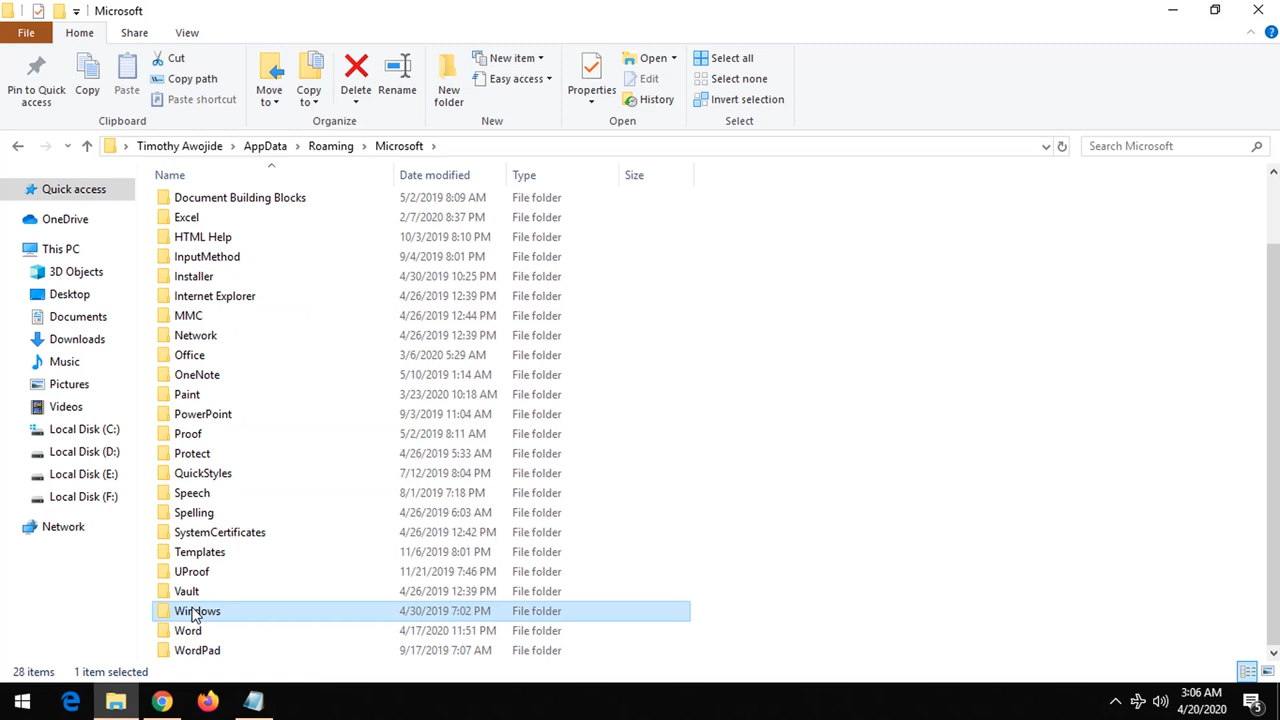 Microsoft
File Home Share View
Pin to Quick access
Copy
Paste
Cut
Copy path
Paste shortcut
Clipboard
Move to
Copy to
Delete
Rename
Organize
New folder
New item
Easy access
New
Properties
Open
Edit
History
Open
Select all
Select none
Invert selection
Select
Timothy Awojide AppData Roaming Microsoft
Search Microsoft
Quick access
OneDrive
This PC
3D Objects
Desktop
Documents
Downloads
Music
Pictures
Videos
Local Disk (C:)
Local Disk (D:)
Local Disk (E:)
Local Disk (F:)
Network
Name Date modified Type Size
Document Building Blocks 5/2/2019 8:09 AM File folder
Excel 2/7/2020 8:37 PM File folder
HTML Help 10/3/2019 8:10 PM File folder
InputMethod 9/4/2019 8:01 PM File folder
Installer 4/30/2019 10:25 PM File folder
Internet Explorer 4/26/2019 12:39 PM File folder
MMC 4/26/2019 12:44 PM File folder
Network 4/26/2019 12:39 PM File folder
Office 3/6/2020 5:29 AM File folder
OneNote 5/10/2019 1:14 AM File folder
Paint 3/23/2020 10:18 AM File folder
PowerPoint 9/3/2019 11:04 AM File folder
Proof 5/2/2019 8:11 AM File folder
Protect 4/26/2019 5:33 AM File folder
QuickStyles 7/12/2019 8:04 PM File folder
Speech 8/1/2019 7:18 PM File folder
Spelling 4/26/2019 6:03 AM File folder
SystemCertificates 4/26/2019 12:42 PM File folder
Templates 11/6/2019 8:01 PM File folder
UProof 11/21/2019 7:46 PM File folder
Vault 4/26/2019 12:39 PM File folder
Windows 4/30/2019 7:02 PM File folder
Word 4/17/2020 11:51 PM File folder
WordPad 9/17/2019 7:07 AM File folder
28 items 1 item selected
3:06 AM
4/20/2020
5